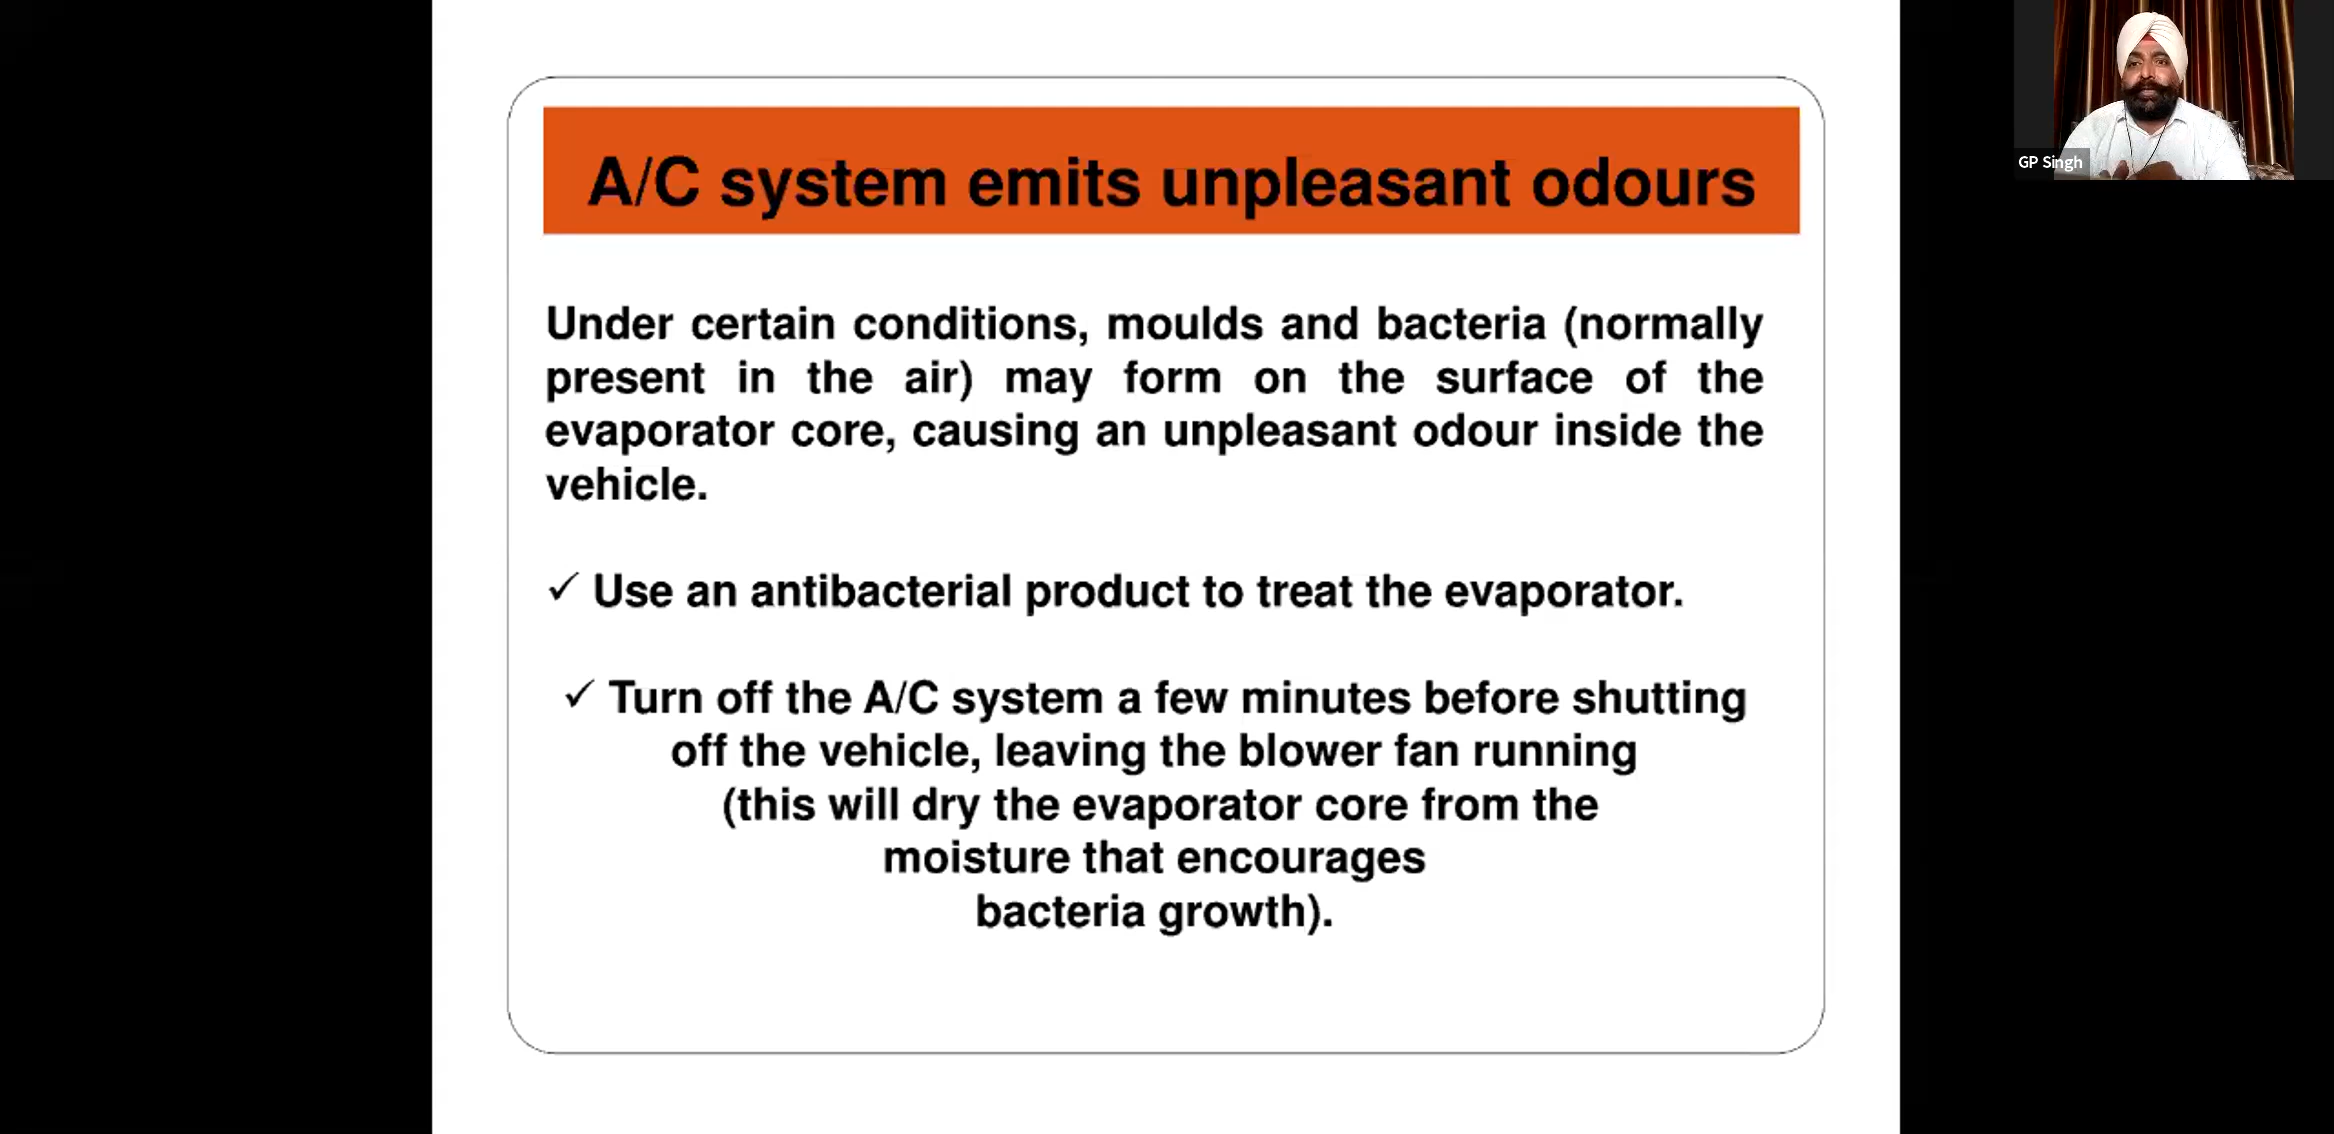 A/C system emits unpleasant odours
GP Singh
Under certain conditions, moulds and bacteria (normally
present in the air) may form on the surface of the
evaporator core, causing an unpleasant odour inside the
vehicle.
✓ Use an antibacterial product to treat the evaporator.
✓ Turn off the A/C system a few minutes before shutting
off the vehicle, leaving the blower fan running
(this will dry the evaporator core from the
moisture that encourages
bacteria growth).